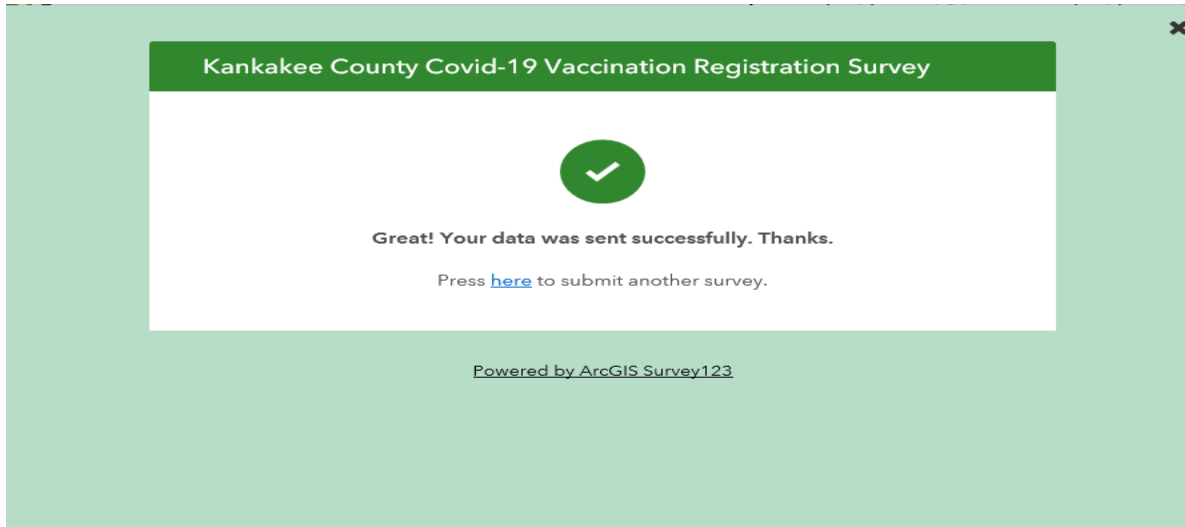 Kankakee County Covid-19 Vaccination Registration Survey
Great! Your data was sent successfully. Thanks.
Press here to submit another survey.
Powered by ArcGIS Survey123